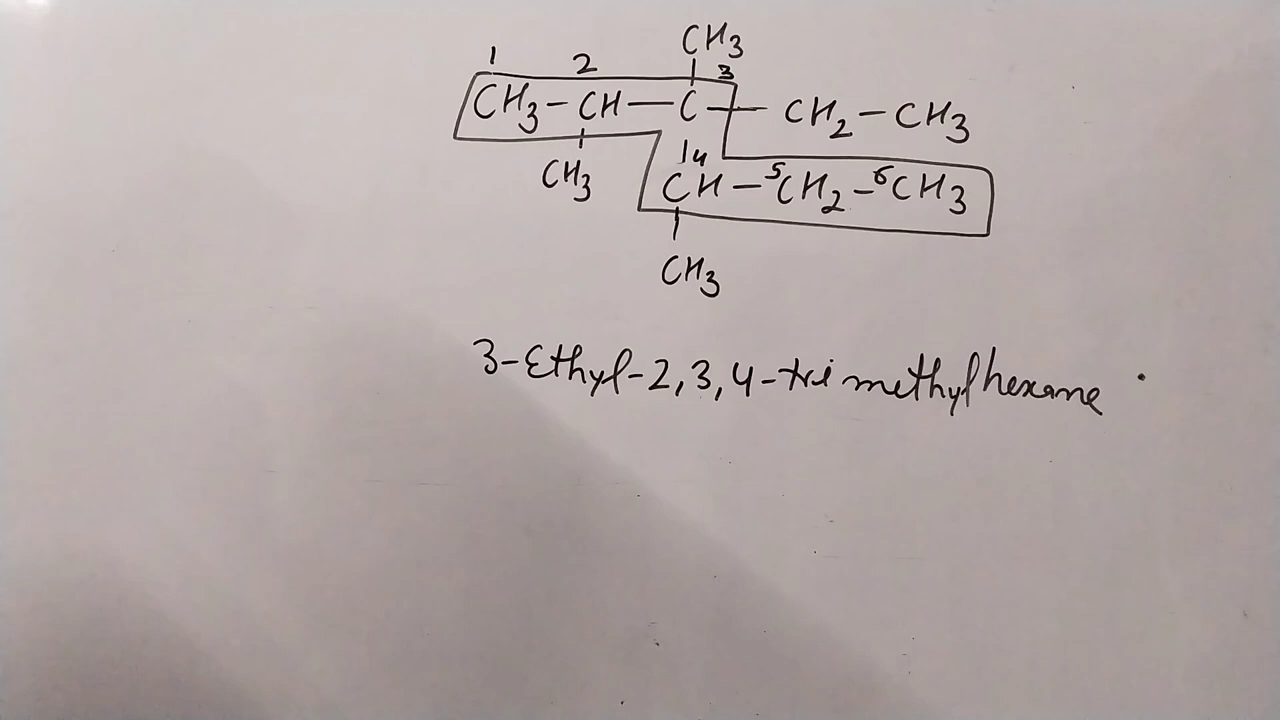 CH3
1 2 3
CH3-CH-C-CH2-CH3
CH3 CH-5CH2-6CH3
4
CH3
3-Ethyl-2,3,4-trimethylhexane.